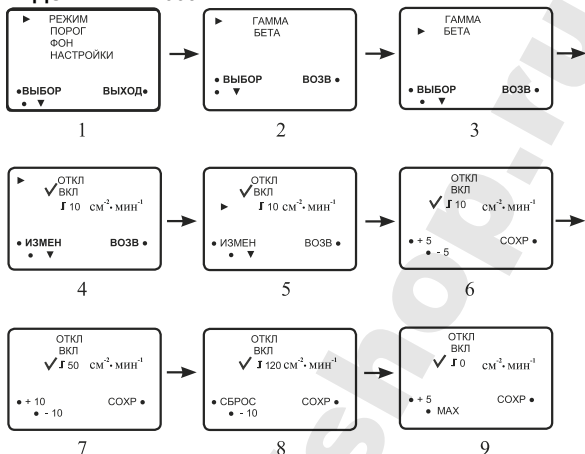 РЕЖИМ
ПОРОГ
ФОН
НАСТРОЙКИ
•ВЫБОР ВЫХОД•
• ▼
1
ГАММА
БЕТА
• ВЫБОР ВОЗВ •
• ▼
2
ГАММА
БЕТА
• ВЫБОР ВОЗВ •
• ▼
3
ОТКЛ
ВКЛ
10 см⁻²· мин⁻¹
• ИЗМЕН ВОЗВ •
• ▼
4
ОТКЛ
ВКЛ
10 см⁻²· мин⁻¹
• ИЗМЕН ВОЗВ •
• ▼
5
ОТКЛ
ВКЛ
10 см⁻²· мин⁻¹
• + 5 СОХР •
• - 5
6
ОТКЛ
ВКЛ
50 см⁻²· мин⁻¹
• + 10 СОХР •
• - 10
7
ОТКЛ
ВКЛ
120 см⁻²· мин⁻¹
• СБРОС СОХР •
• - 10
8
ОТКЛ
ВКЛ
0 см⁻²· мин⁻¹
• + 5 СОХР •
• МАХ
9
shop.ru